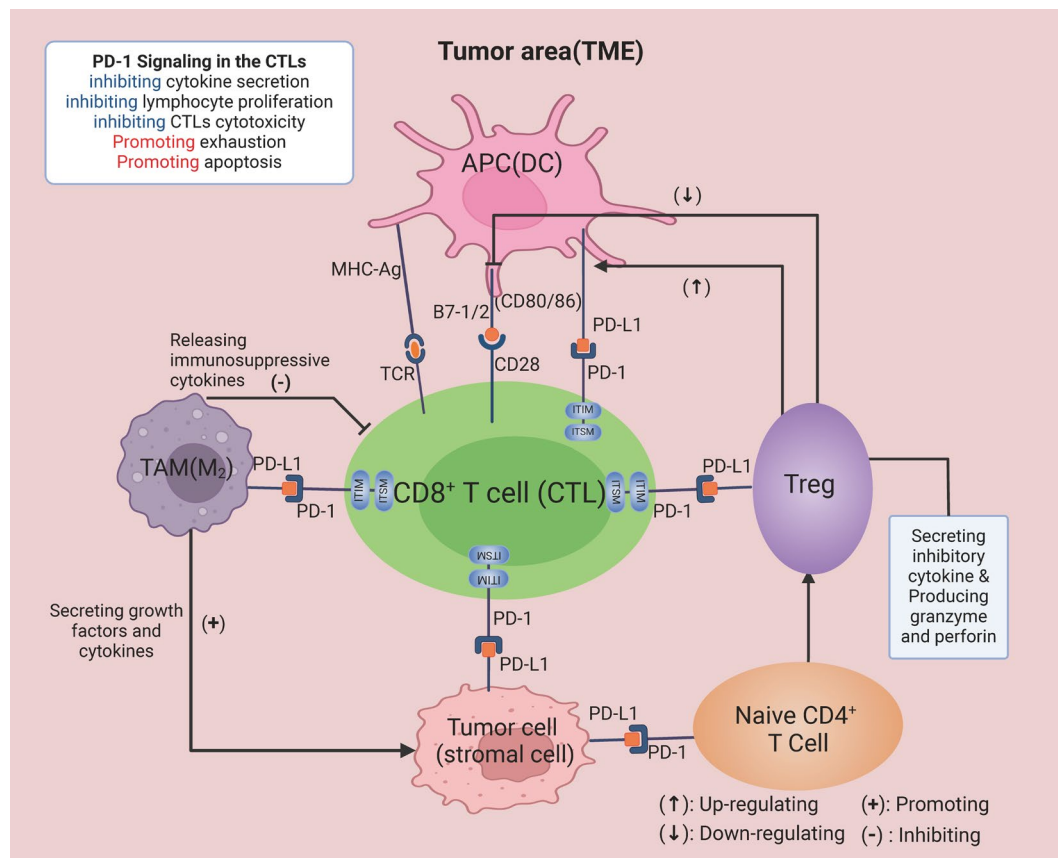 Tumor area(TME)
PD-1 Signaling in the CTLs
inhibiting cytokine secretion
inhibiting lymphocyte proliferation
inhibiting CTLs cytotoxicity
Promoting exhaustion
Promoting apoptosis
APC(DC)
(↓)
MHC-Ag
(↑)
B7-1/2
(CD80/86)
PD-L1
TCR
CD28
PD-1
Releasing
immunosuppressive
cytokines
(-)
ITIM
ITSM
TAM(M₂)
PD-L1
PD-1
ITIM
ITSM
CD8⁺ T cell (CTL)
ITSM
ITIM
PD-L1
PD-1
Treg
Secreting
inhibitory
cytokine &
Producing
granzyme
and perforin
ITSM
ITIM
PD-1
PD-L1
Secreting growth
factors and
cytokines
(+)
Tumor cell
(stromal cell)
PD-L1
PD-1
Naive CD4⁺
T Cell
(↑): Up-regulating
(+): Promoting
(↓): Down-regulating
(-) : Inhibiting